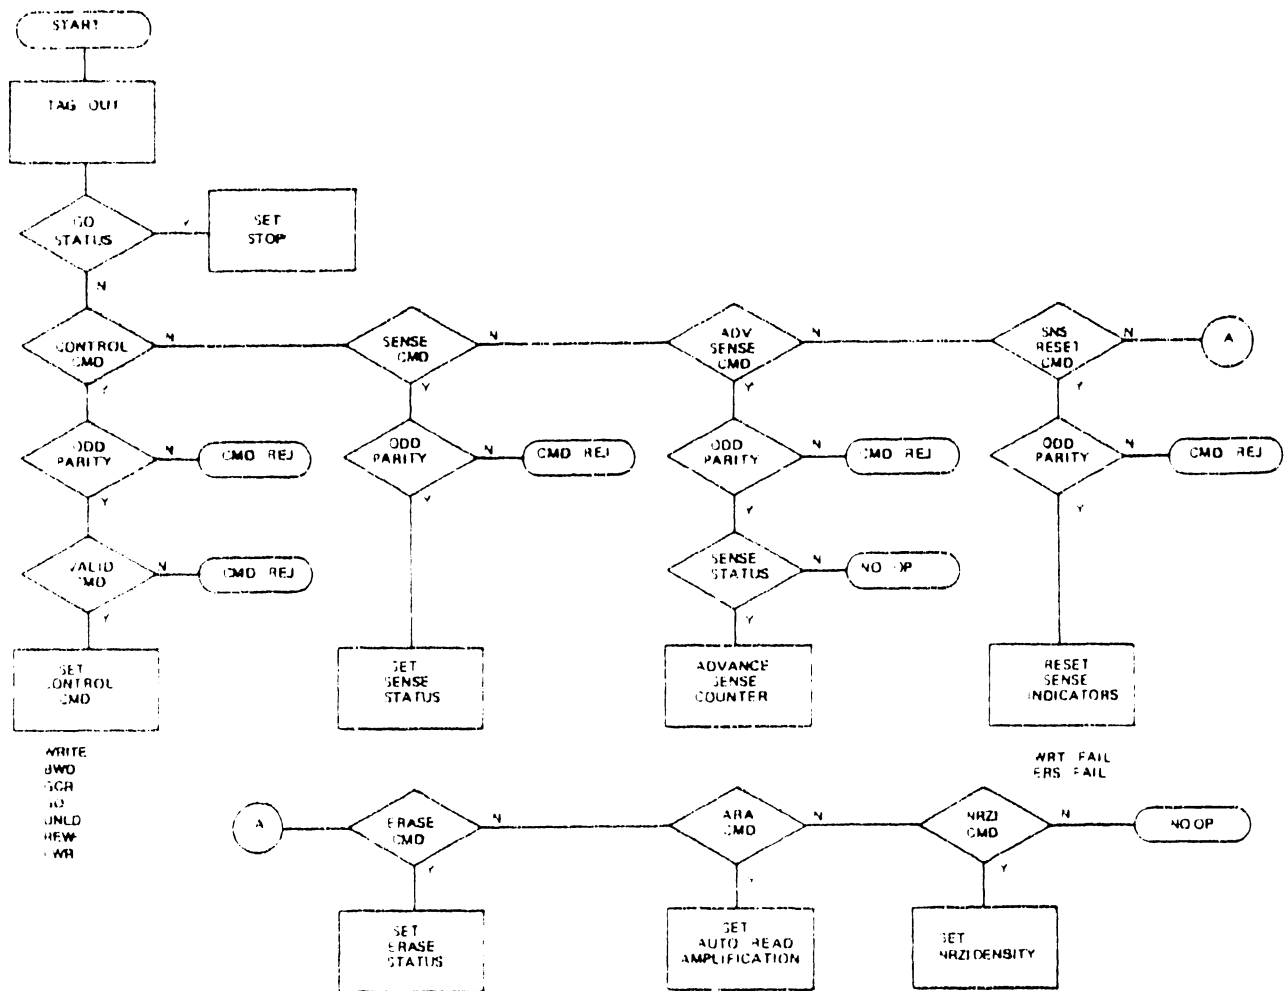 START
TAG OUT
GO
STATUS
Y
SET
STOP
N
CONTROL
CMD
N
SENSE
CMD
N
ADV
SENSE
CMD
N
SNS
RESET
CMD
N
A
Y
Y
Y
Y
ODD
PARITY
N
CMD REJ
ODD
PARITY
N
CMD REJ
ODD
PARITY
N
CMD REJ
ODD
PARITY
N
CMD REJ
Y
Y
Y
Y
VALID
CMD
N
CMD REJ
SENSE
STATUS
N
NO OP
Y
Y
SET
CONTROL
CMD
SET
SENSE
STATUS
ADVANCE
SENSE
COUNTER
RESET
SENSE
INDICATORS
WRITE
BWD
GCR
GO
UNLD
REW
WRT FAIL
ERS FAIL
A
ERASE
CMD
N
ARA
CMD
N
NRZI
CMD
N
NO OP
Y
Y
Y
SET
ERASE
STATUS
SET
AUTO READ
AMPLIFICATION
SET
NRZI DENSITY